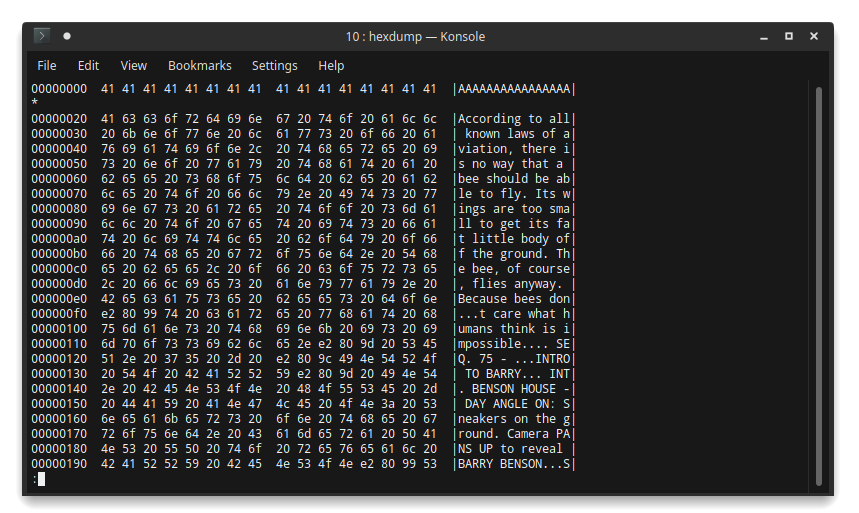 10 : hexdump — Konsole
File Edit View Bookmarks Settings Help
00000000  41 41 41 41 41 41 41 41  41 41 41 41 41 41 41 41  |AAAAAAAAAAAAAAAA|
*
00000020  41 63 63 6f 72 64 69 6e  67 20 74 6f 20 61 6c 6c  |According to all|
00000030  20 6b 6e 6f 77 6e 20 6c  61 77 73 20 6f 66 20 61  | known laws of a|
00000040  76 69 61 74 69 6f 6e 2c  20 74 68 65 72 65 20 69  |viation, there i|
00000050  73 20 6e 6f 20 77 61 79  20 74 68 61 74 20 61 20  |s no way that a |
00000060  62 65 65 20 73 68 6f 75  6c 64 20 62 65 20 61 62  |bee should be ab|
00000070  6c 65 20 74 6f 20 66 6c  79 2e 20 49 74 73 20 77  |le to fly. Its w|
00000080  69 6e 67 73 20 61 72 65  20 74 6f 6f 20 73 6d 61  |ings are too sma|
00000090  6c 6c 20 74 6f 20 67 65  74 20 69 74 73 20 66 61  |ll to get its fa|
000000a0  74 20 6c 69 74 74 6c 65  20 62 6f 64 79 20 6f 66  |t little body of|
000000b0  66 20 74 68 65 20 67 72  6f 75 6e 64 2e 20 54 68  |f the ground. Th|
000000c0  65 20 62 65 65 2c 20 6f  66 20 63 6f 75 72 73 65  |e bee, of course|
000000d0  2c 20 66 6c 69 65 73 20  61 6e 79 77 61 79 2e 20  |, flies anyway. |
000000e0  42 65 63 61 75 73 65 20  62 65 65 73 20 64 6f 6e  |Because bees don|
000000f0  e2 80 99 74 20 63 61 72  65 20 77 68 61 74 20 68  |...t care what h|
00000100  75 6d 61 6e 73 20 74 68  69 6e 6b 20 69 73 20 69  |umans think is i|
00000110  6d 70 6f 73 73 69 62 6c  65 2e e2 80 9d 20 53 45  |mpossible.... SE|
00000120  51 2e 20 37 35 20 2d 20  e2 80 9c 49 4e 54 52 4f  |Q. 75 - ...INTRO|
00000130  20 54 4f 20 42 41 52 52  59 e2 80 9d 20 49 4e 54  | TO BARRY... INT|
00000140  2e 20 42 45 4e 53 4f 4e  20 48 4f 55 53 45 20 2d  |. BENSON HOUSE -|
00000150  20 44 41 59 20 41 4e 47  4c 45 20 4f 4e 3a 20 53  | DAY ANGLE ON: S|
00000160  6e 65 61 6b 65 72 73 20  6f 6e 20 74 68 65 20 67  |neakers on the g|
00000170  72 6f 75 6e 64 2e 20 43  61 6d 65 72 61 20 50 41  |round. Camera PA|
00000180  4e 53 20 55 50 20 74 6f  20 72 65 76 65 61 6c 20  |NS UP to reveal |
00000190  42 41 52 52 59 20 42 45  4e 53 4f 4e e2 80 99 53  |BARRY BENSON...S|
: